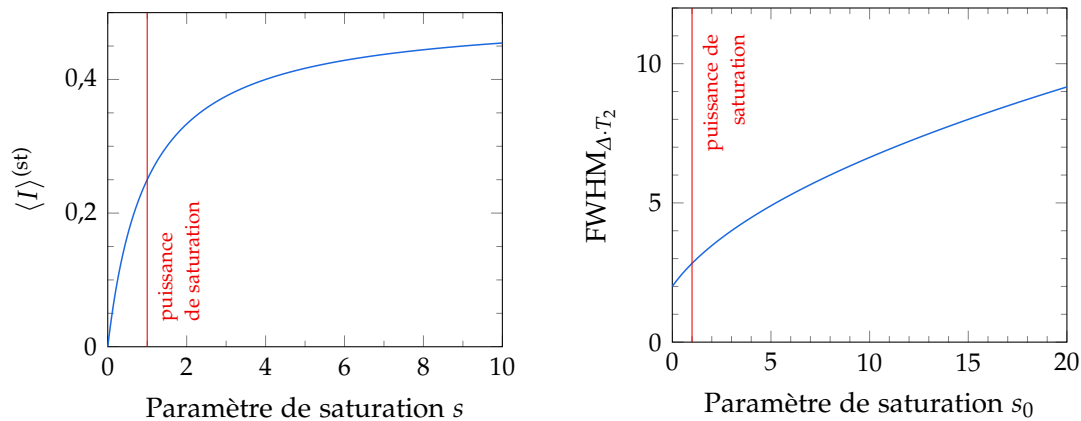 0,4
0,2
0
⟨I⟩(st)
puissance
de saturation
0 2 4 6 8 10
Paramètre de saturation s
10
5
0
FWHM_Δ·T₂
puissance de
saturation
0 5 10 15 20
Paramètre de saturation s₀